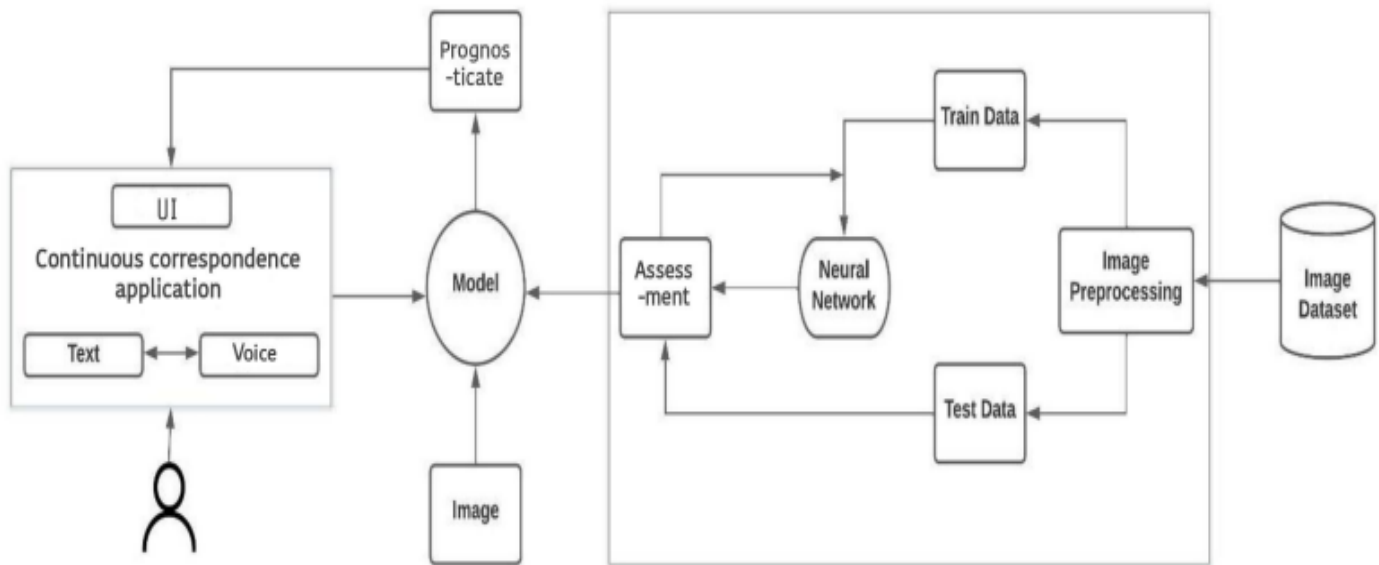 Prognos
-ticate
Train Data
UI
Continuous correspondence
application
Text
Voice
Model
Assess
-ment
Neural
Network
Image
Preprocessing
Image
Dataset
Test Data
Image